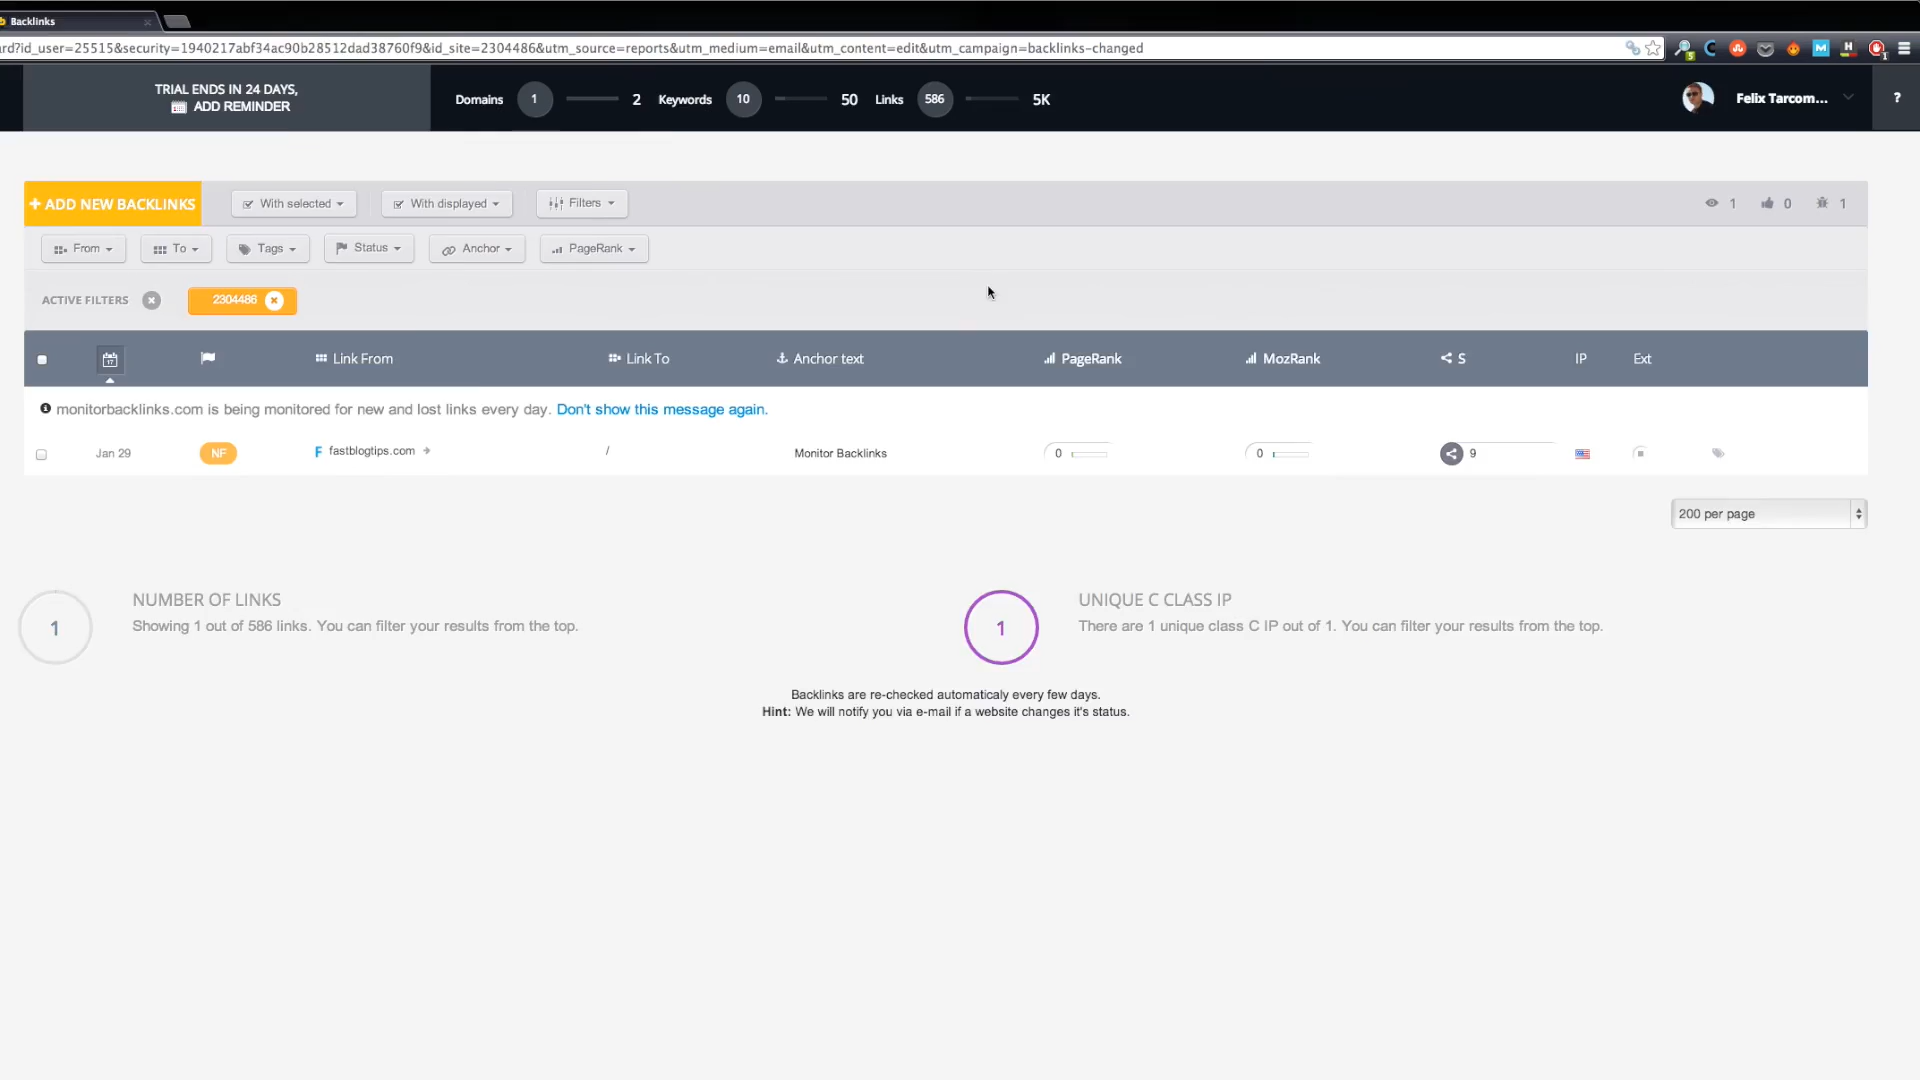 Backlinks
rd?id_user=25515&security=1940217abf34ac90b28512dad38760f9&id_site=2304486&utm_source=reports&utm_medium=email&utm_content=edit&utm_campaign=backlinks-changed
TRIAL ENDS IN 24 DAYS,
ADD REMINDER
Domains 1 2 Keywords 10 50 Links 586 5K
Felix Tarcom... ?
+ ADD NEW BACKLINKS With selected With displayed Filters 1 0 1
From To Tags Status Anchor PageRank
ACTIVE FILTERS 2304486
17 Link From Link To Anchor text PageRank MozRank S IP Ext
monitorbacklinks.com is being monitored for new and lost links every day. Don't show this message again.
Jan 29 NF F fastblogtips.com / Monitor Backlinks 0 0 9
200 per page
1 NUMBER OF LINKS
Showing 1 out of 586 links. You can filter your results from the top.
1 UNIQUE C CLASS IP
There are 1 unique class C IP out of 1. You can filter your results from the top.
Backlinks are re-checked automaticaly every few days.
Hint: We will notify you via e-mail if a website changes it's status.